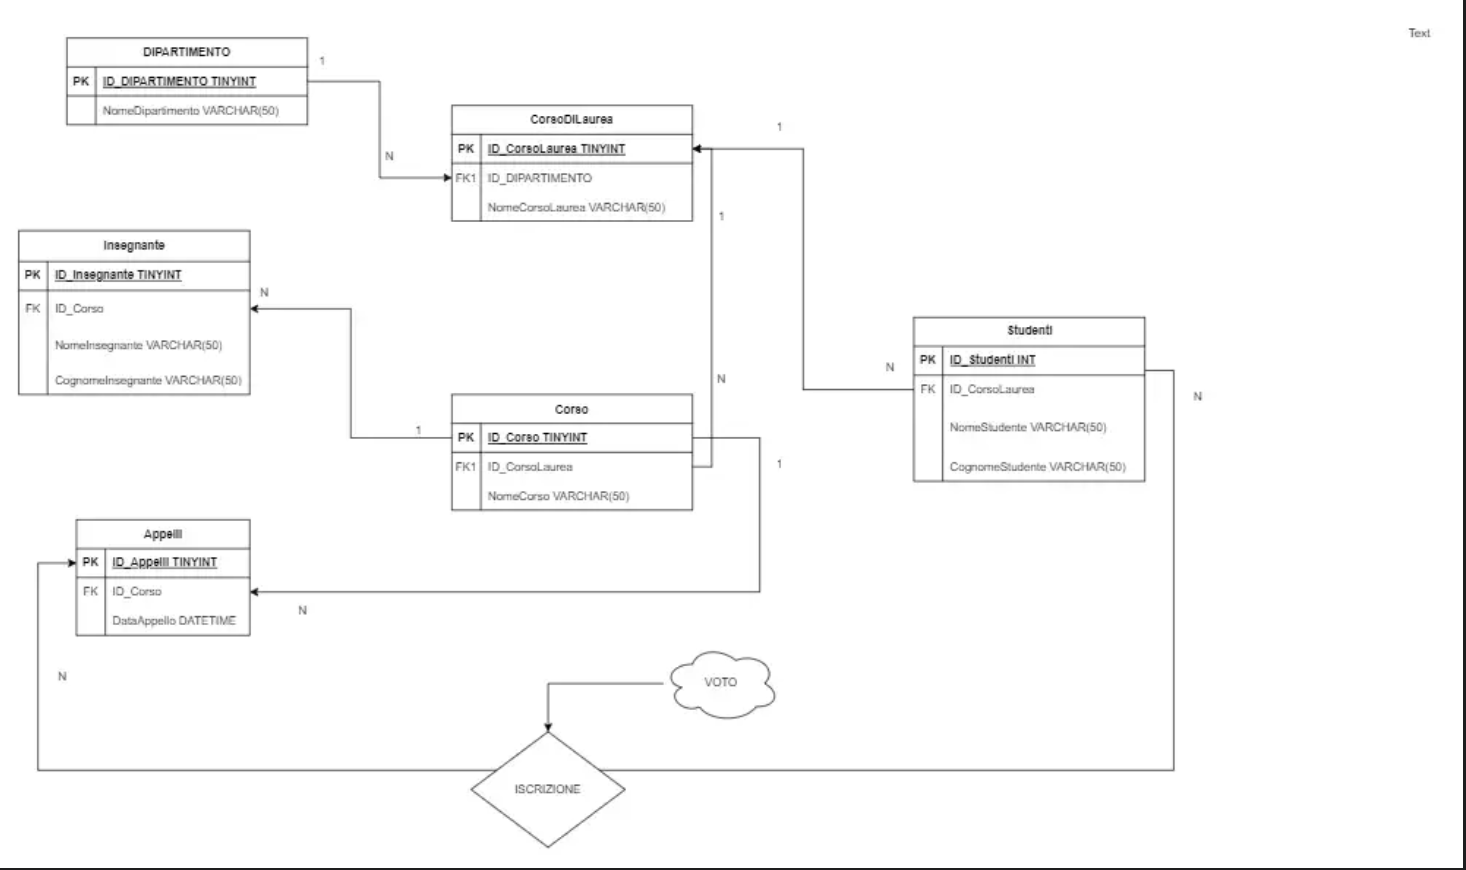 Text
DIPARTIMENTO
PK ID_DIPARTIMENTO TINYINT
NomeDipartimento VARCHAR(50)
1
N
CorsoDiLaurea
PK ID_CorsoLaurea TINYINT
FK1 ID_DIPARTIMENTO
NomeCorsoLaurea VARCHAR(50)
1
1
N
Insegnante
PK ID_Insegnante TINYINT
FK ID_Corso
NomeInsegnante VARCHAR(50)
CognomeInsegnante VARCHAR(50)
N
1
Studenti
PK ID_Studenti INT
FK ID_CorsoLaurea
NomeStudente VARCHAR(50)
CognomeStudente VARCHAR(50)
N
N
Corso
PK ID_Corso TINYINT
FK1 ID_CorsoLaurea
NomeCorso VARCHAR(50)
1
Appelli
PK ID_Appelli TINYINT
FK ID_Corso
DataAppello DATETIME
N
N
VOTO
ISCRIZIONE